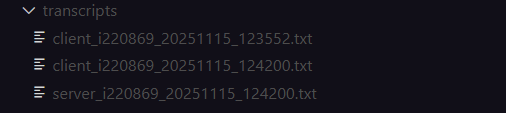 transcripts
client_i220869_20251115_123552.txt
client_i220869_20251115_124200.txt
server_i220869_20251115_124200.txt